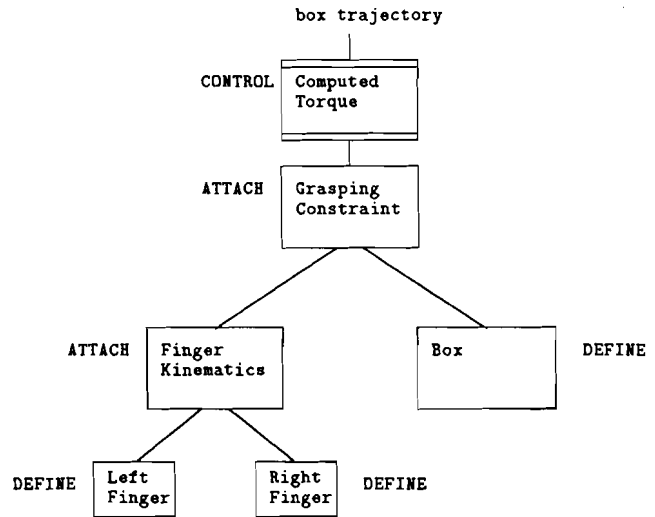 box trajectory
CONTROL
Computed
Torque
ATTACH
Grasping
Constraint
ATTACH
Finger
Kinematics
Box
DEFINE
DEFINE
Left
Finger
Right
Finger
DEFINE